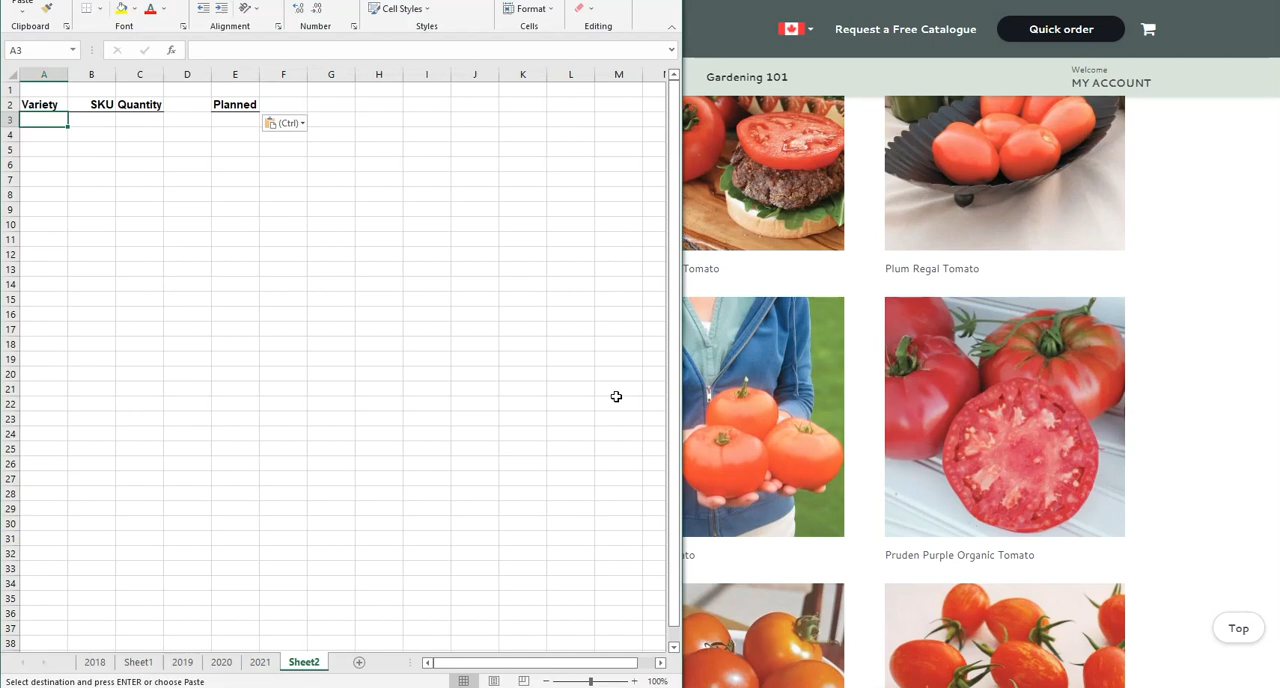 Paste
Clipboard
Font
Alignment
Number
Cell Styles
Styles
Format
Cells
Editing
A3
fx
A B C D E F G H I J K L M
1
2 Variety SKU Quantity Planned
3
(Ctrl)
4
5
6
7
8
9
10
11
12
13
14
15
16
17
18
19
20
21
22
23
24
25
26
27
28
29
30
31
32
33
34
35
36
37
38
2018 Sheet1 2019 2020 2021 Sheet2
Select destination and press ENTER or choose Paste
100%
Request a Free Catalogue
Quick order
Gardening 101
Welcome
MY ACCOUNT
Tomato
Plum Regal Tomato
Pruden Purple Organic Tomato
Top